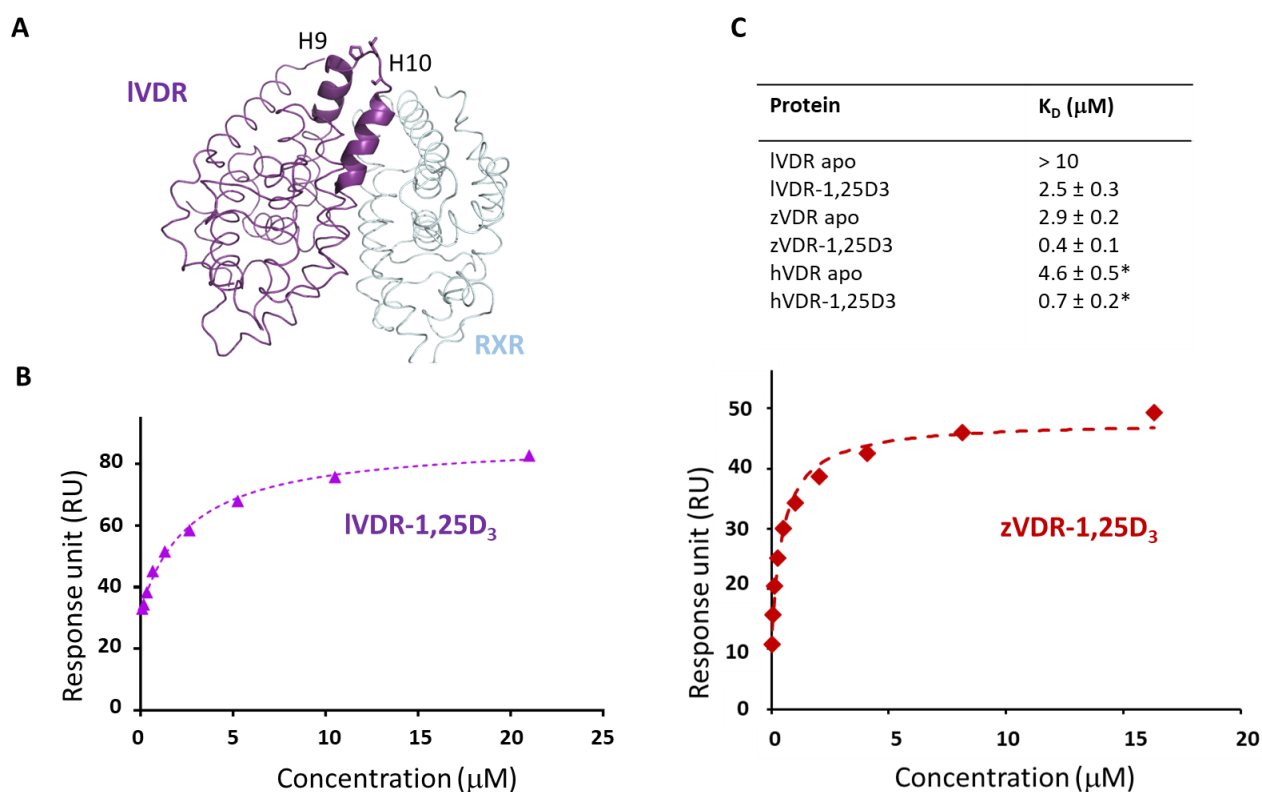 A
H9
H10
lVDR
RXR
C
Protein K_D (μM)
lVDR apo > 10
lVDR-1,25D3 2.5 ± 0.3
zVDR apo 2.9 ± 0.2
zVDR-1,25D3 0.4 ± 0.1
hVDR apo 4.6 ± 0.5*
hVDR-1,25D3 0.7 ± 0.2*
B
Response unit (RU)
80
60
40
20
0
0 5 10 15 20 25
Concentration (μM)
lVDR-1,25D₃
Response unit (RU)
50
40
30
20
10
0
0 5 10 15 20
Concentration (μM)
zVDR-1,25D₃